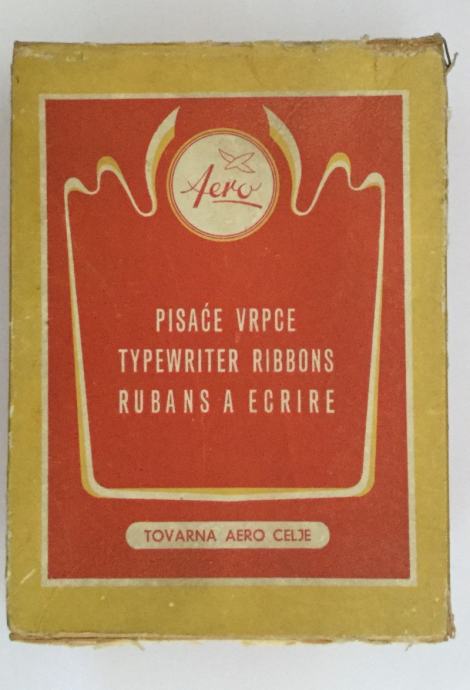 Aero
PISAĆE VRPCE
TYPEWRITER RIBBONS
RUBANS A ECRIRE
TOVARNA AERO CELJE